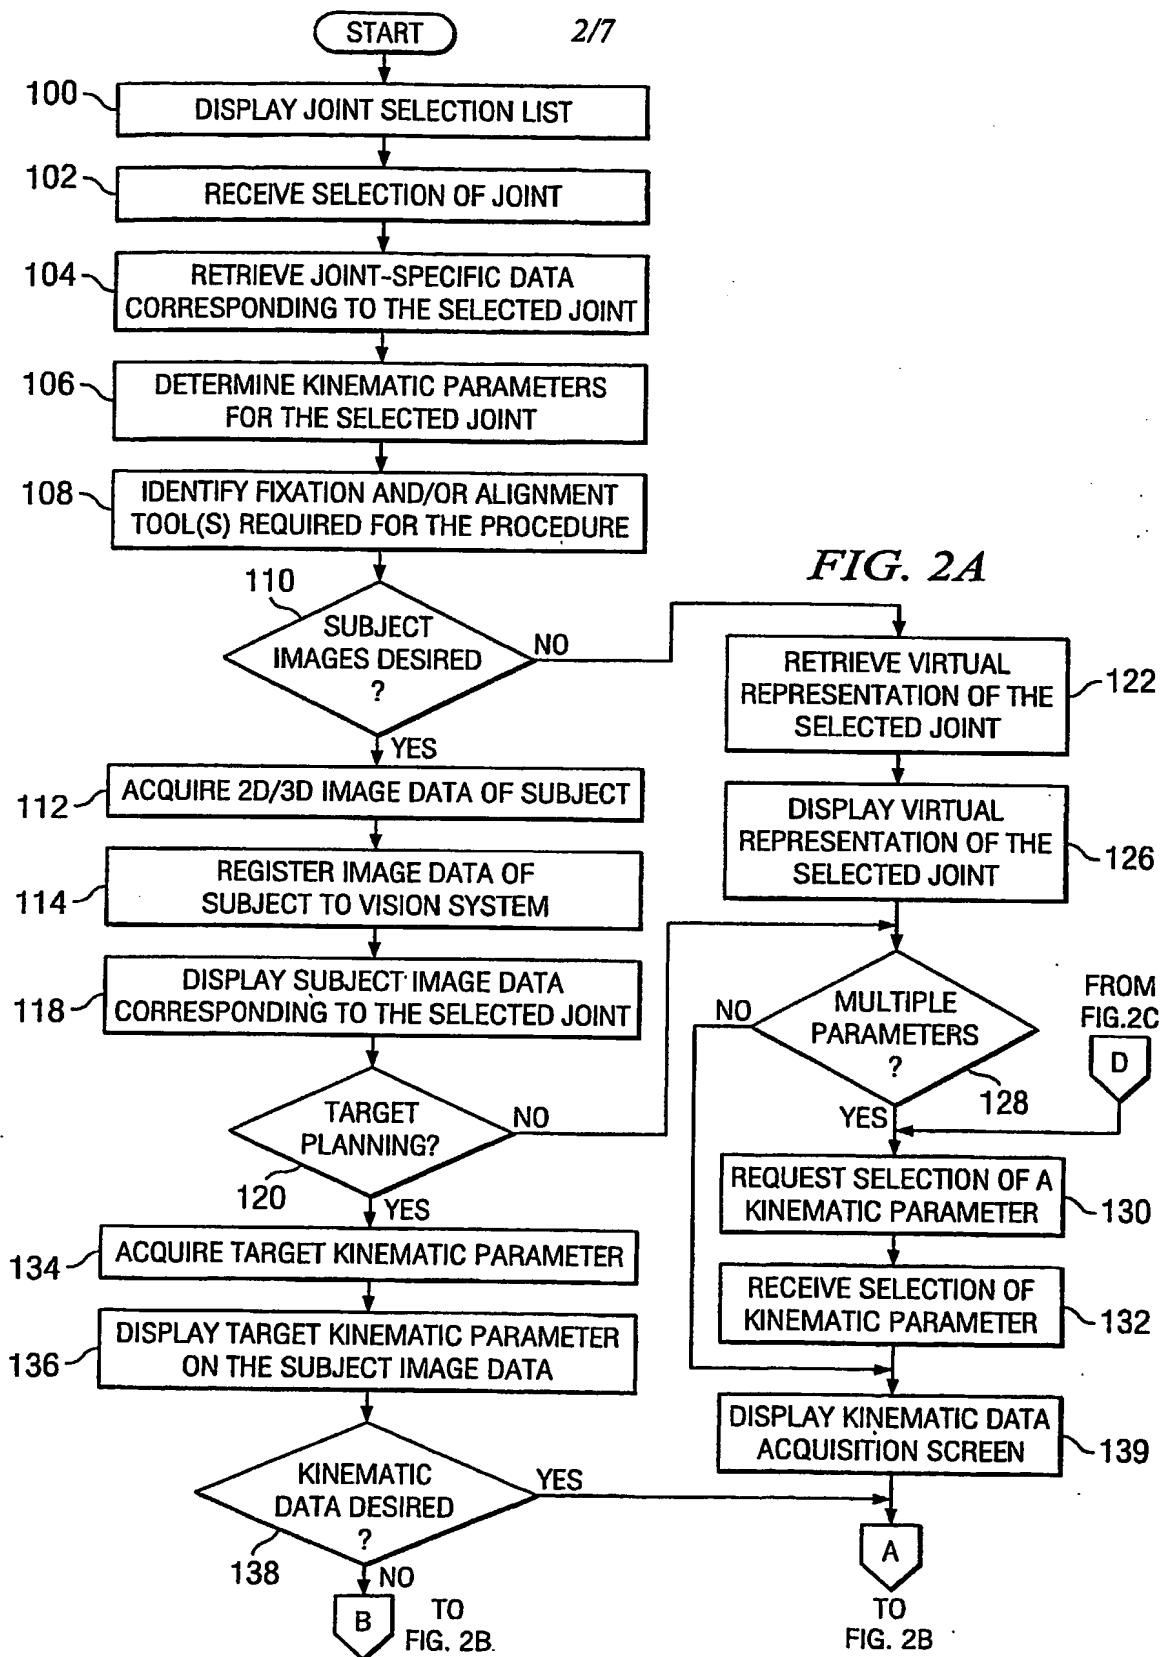 START
2/7
100
DISPLAY JOINT SELECTION LIST
102
RECEIVE SELECTION OF JOINT
104
RETRIEVE JOINT-SPECIFIC DATA
CORRESPONDING TO THE SELECTED JOINT
106
DETERMINE KINEMATIC PARAMETERS
FOR THE SELECTED JOINT
108
IDENTIFY FIXATION AND/OR ALIGNMENT
TOOL(S) REQUIRED FOR THE PROCEDURE
FIG. 2A
110
SUBJECT
IMAGES DESIRED
?
NO
YES
112
ACQUIRE 2D/3D IMAGE DATA OF SUBJECT
114
REGISTER IMAGE DATA OF
SUBJECT TO VISION SYSTEM
118
DISPLAY SUBJECT IMAGE DATA
CORRESPONDING TO THE SELECTED JOINT
TARGET
PLANNING?
120
NO
YES
134
ACQUIRE TARGET KINEMATIC PARAMETER
136
DISPLAY TARGET KINEMATIC PARAMETER
ON THE SUBJECT IMAGE DATA
KINEMATIC
DATA DESIRED
?
138
YES
NO
B
TO
FIG. 2B
RETRIEVE VIRTUAL
REPRESENTATION OF THE
SELECTED JOINT
122
DISPLAY VIRTUAL
REPRESENTATION OF THE
SELECTED JOINT
126
MULTIPLE
PARAMETERS
?
128
NO
YES
FROM
FIG.2C
D
REQUEST SELECTION OF A
KINEMATIC PARAMETER
130
RECEIVE SELECTION OF
KINEMATIC PARAMETER
132
DISPLAY KINEMATIC DATA
ACQUISITION SCREEN
139
A
TO
FIG. 2B